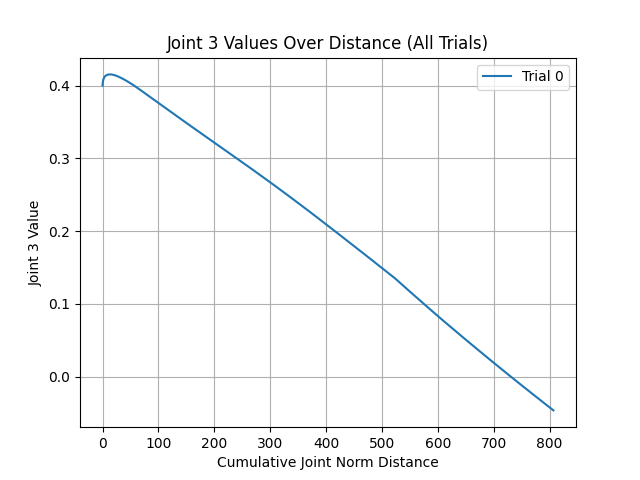 Joint 3 Values Over Distance (All Trials)
Trial 0
0.4
0.3
0.2
0.1
0.0
Joint 3 Value
0 100 200 300 400 500 600 700 800
Cumulative Joint Norm Distance